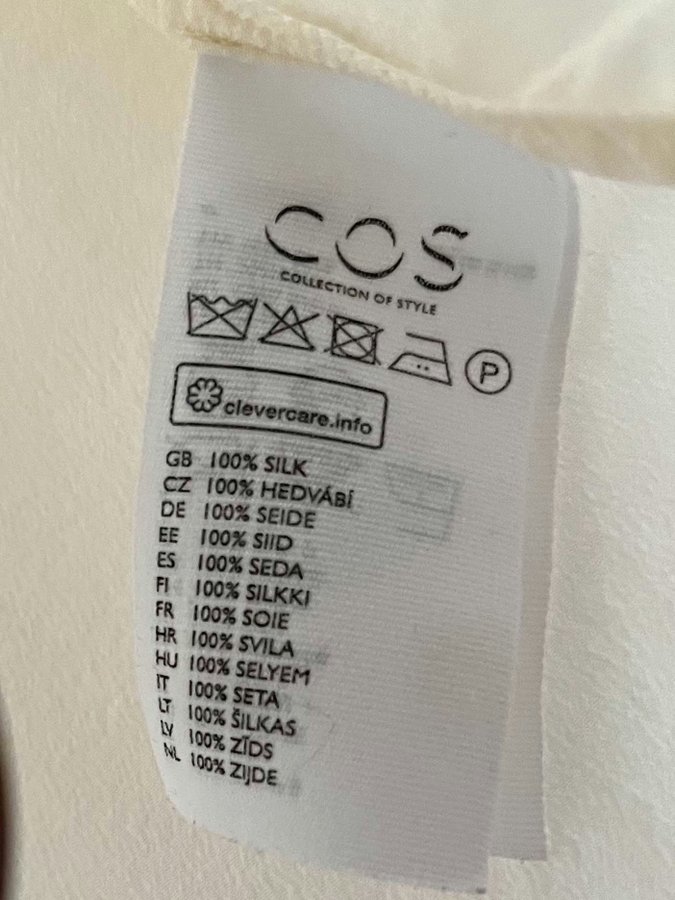 COS
COLLECTION OF STYLE
P
clevercare.info
GB 100% SILK
CZ 100% HEDVÁBÍ
DE 100% SEIDE
EE 100% SIID
ES 100% SEDA
FI 100% SILKKI
FR 100% SOIE
HR 100% SVILA
HU 100% SELYEM
IT 100% SETA
LT 100% ŠILKAS
LV 100% ZĪDS
NL 100% ZIJDE